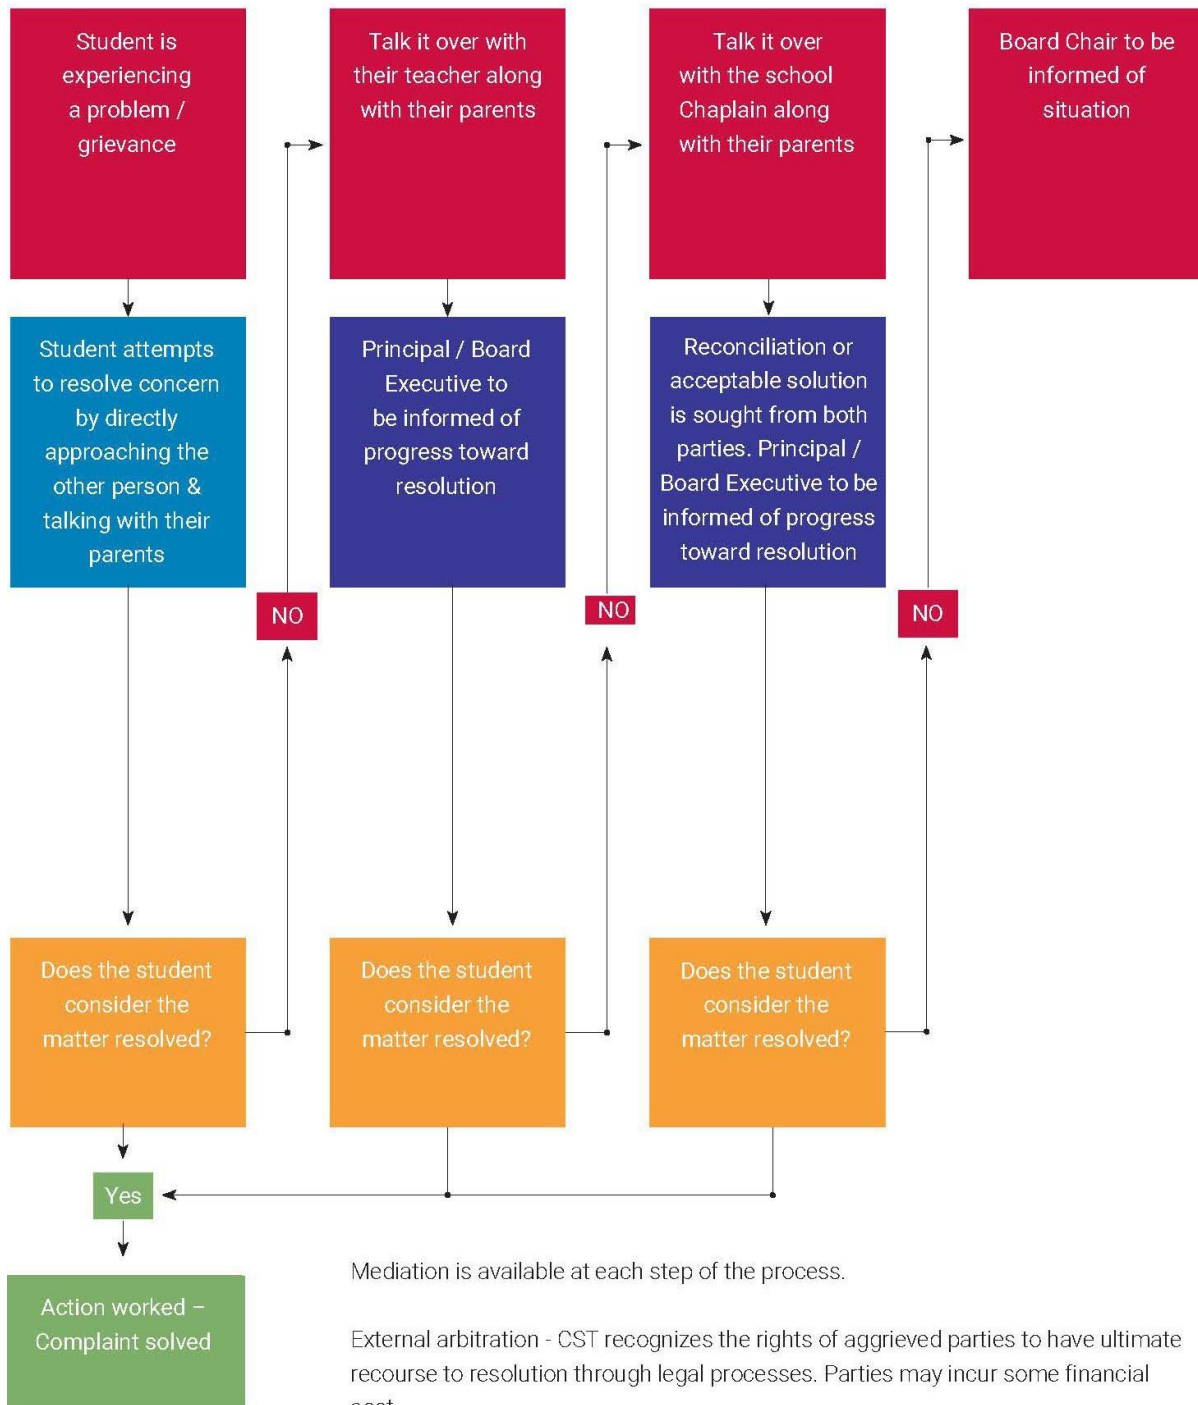 Student is
experiencing
a problem /
grievance
Talk it over with
their teacher along
with their parents
Talk it over
with the school
Chaplain along
with their parents
Board Chair to be
informed of
situation
Student attempts
to resolve concern
by directly
approaching the
other person &
talking with their
parents
Principal / Board
Executive to
be informed of
progress toward
resolution
Reconciliation or
acceptable solution
is sought from both
parties. Principal /
Board Executive to be
informed of progress
toward resolution
NO
NO
NO
Does the student
consider the
matter resolved?
Does the student
consider the
matter resolved?
Does the student
consider the
matter resolved?
Yes
Action worked –
Complaint solved
Mediation is available at each step of the process.
External arbitration - CST recognizes the rights of aggrieved parties to have ultimate
recourse to resolution through legal processes. Parties may incur some financial